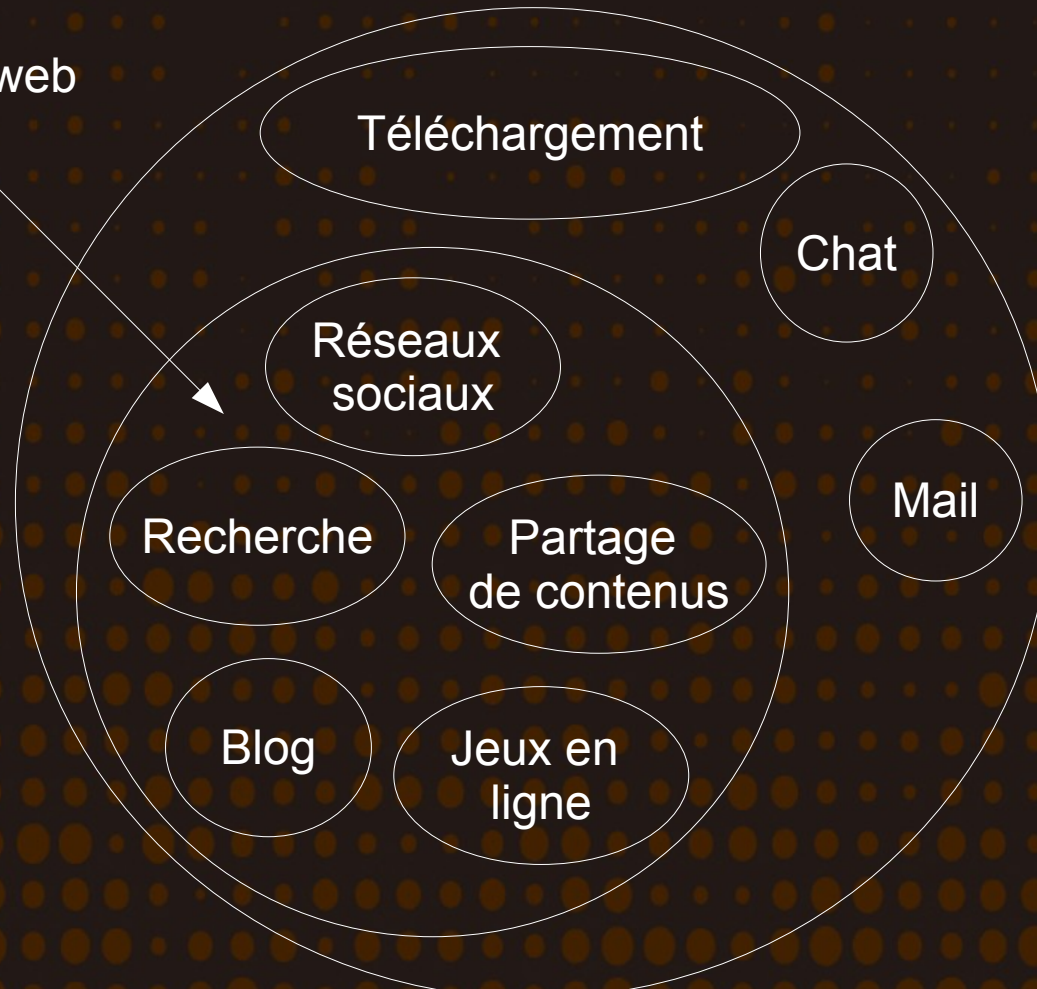 web
Téléchargement
Chat
Réseaux
sociaux
Mail
Recherche
Partage
de contenus
Blog
Jeux en
ligne